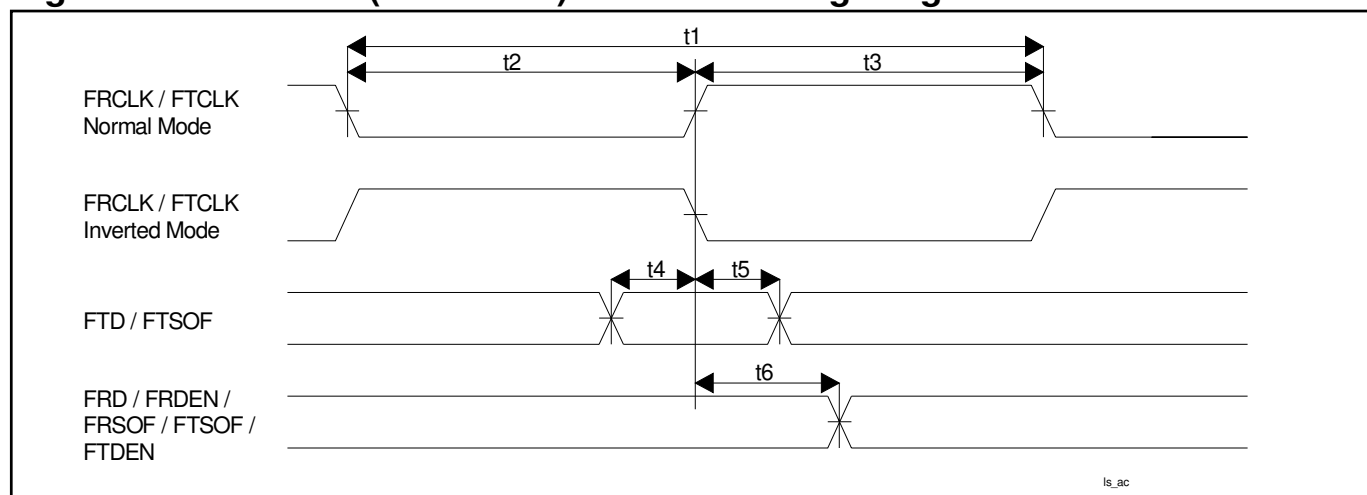 t1
t2
t3
FRCLK / FTCLK
Normal Mode
FRCLK / FTCLK
Inverted Mode
t4
t5
FTD / FTSOF
t6
FRD / FRDEN /
FRSOF / FTSOF /
FTDEN
ls_ac